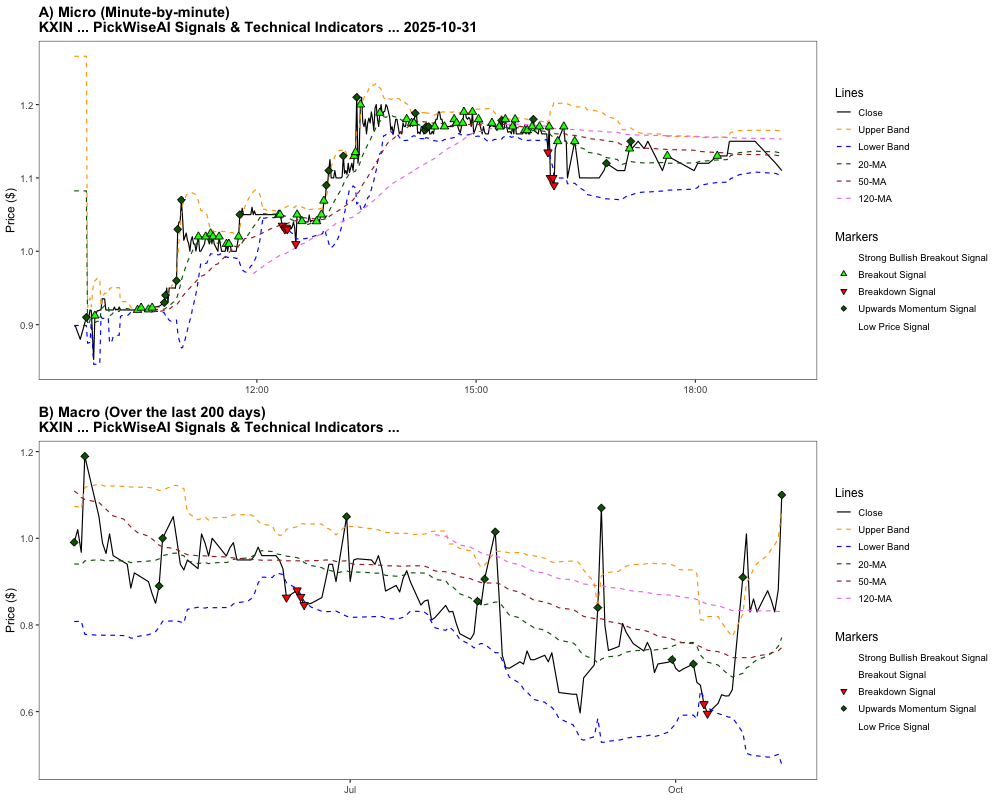 A) Micro (Minute-by-minute)
KXIN ... PickWiseAI Signals & Technical Indicators ... 2025-10-31
Price ($)
1.2
1.1
1.0
0.9
12:00
15:00
18:00
Lines
Close
Upper Band
Lower Band
20-MA
50-MA
120-MA
Markers
Strong Bullish Breakout Signal
Breakout Signal
Breakdown Signal
Upwards Momentum Signal
Low Price Signal
B) Macro (Over the last 200 days)
KXIN ... PickWiseAI Signals & Technical Indicators ...
Price ($)
1.2
1.0
0.8
0.6
Jul
Oct
Lines
Close
Upper Band
Lower Band
20-MA
50-MA
120-MA
Markers
Strong Bullish Breakout Signal
Breakout Signal
Breakdown Signal
Upwards Momentum Signal
Low Price Signal